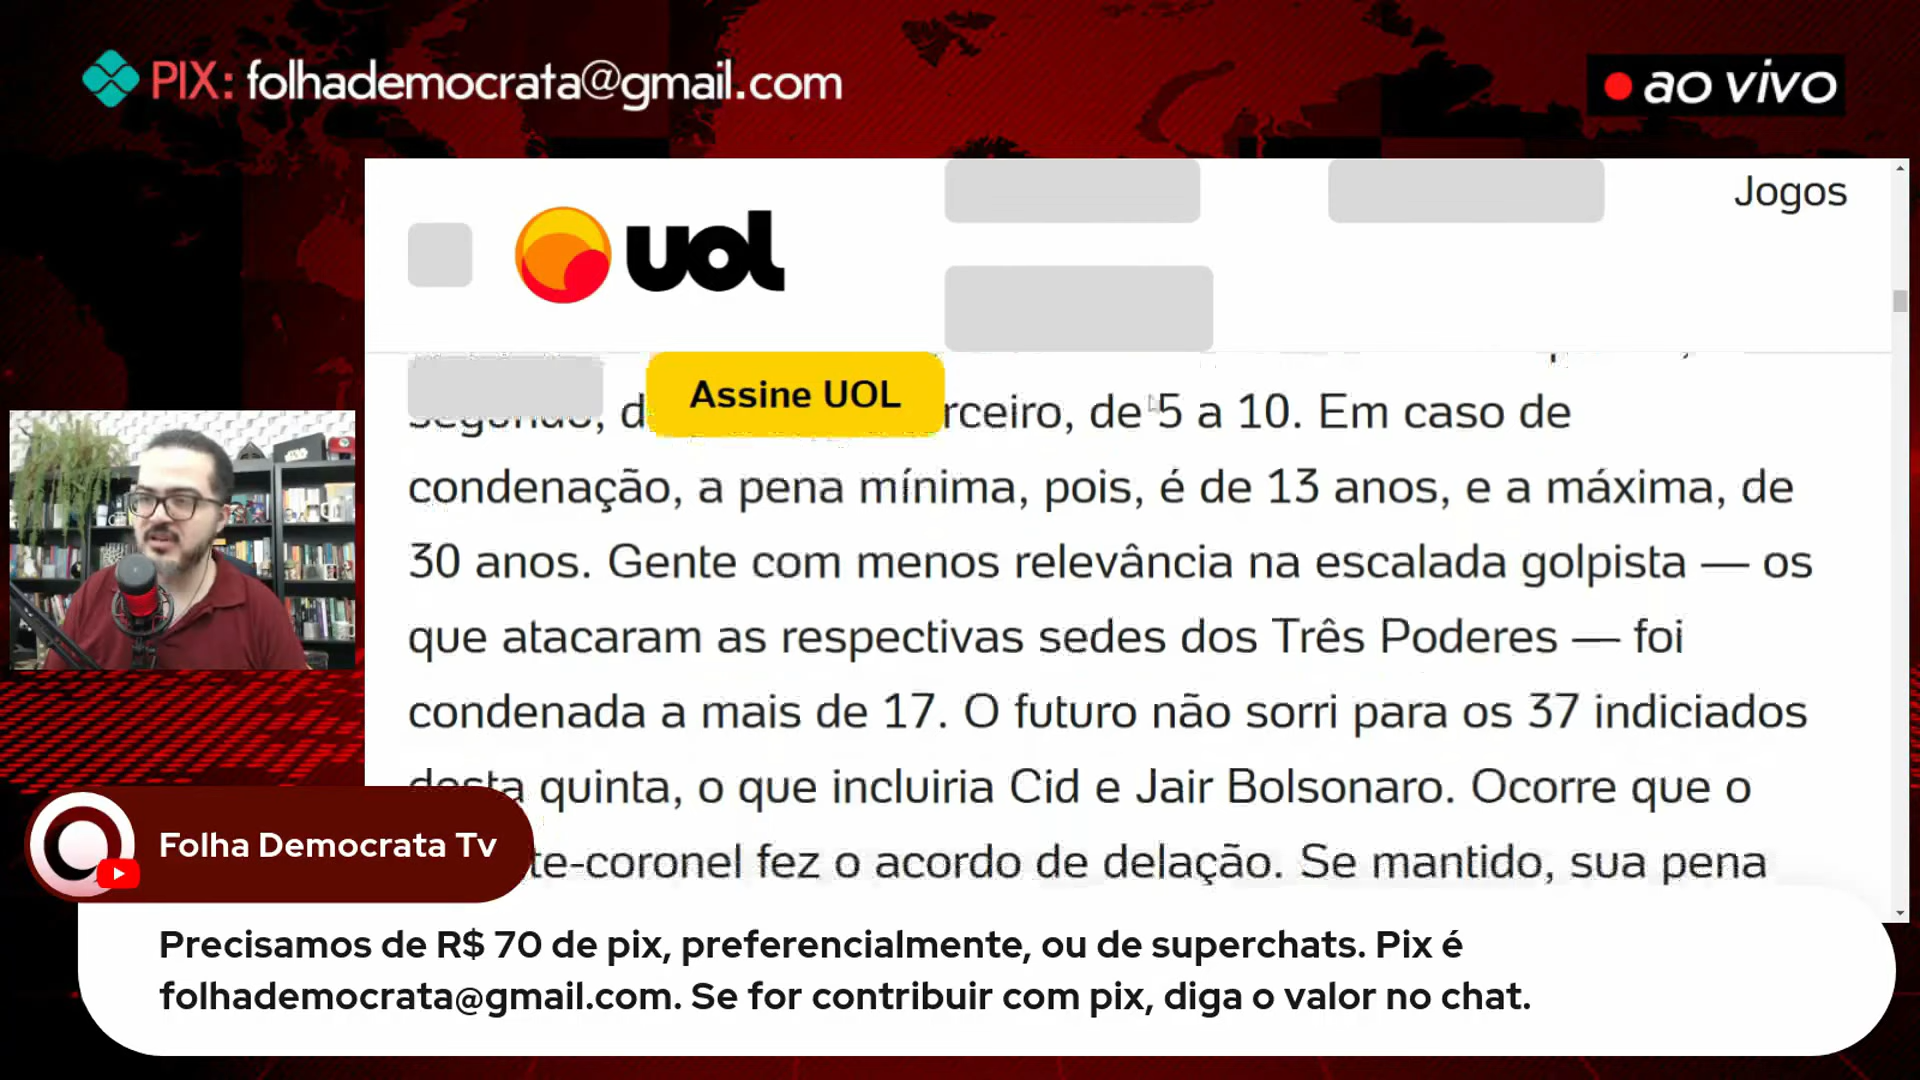 PIX: folhademocrata@gmail.com
ao vivo
uol
Jogos
Assine UOL
segundo, d rceiro, de 5 a 10. Em caso de
condenação, a pena mínima, pois, é de 13 anos, e a máxima, de
30 anos. Gente com menos relevância na escalada golpista — os
que atacaram as respectivas sedes dos Três Poderes — foi
condenada a mais de 17. O futuro não sorri para os 37 indiciados
desta quinta, o que incluiria Cid e Jair Bolsonaro. Ocorre que o
te-coronel fez o acordo de delação. Se mantido, sua pena
Folha Democrata Tv
Precisamos de R$ 70 de pix, preferencialmente, ou de superchats. Pix é
folhademocrata@gmail.com. Se for contribuir com pix, diga o valor no chat.